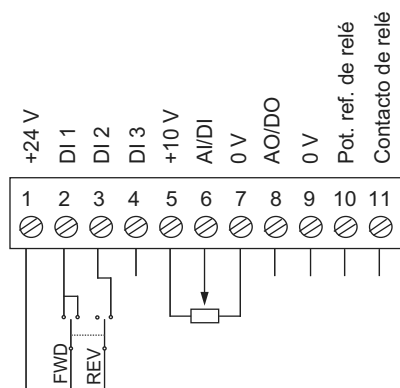 +24 V
DI 1
DI 2
DI 3
+10 V
AI/DI
0 V
AO/DO
0 V
Pot. ref. de relé
Contacto de relé
1 2 3 4 5 6 7 8 9 10 11
FWD
REV